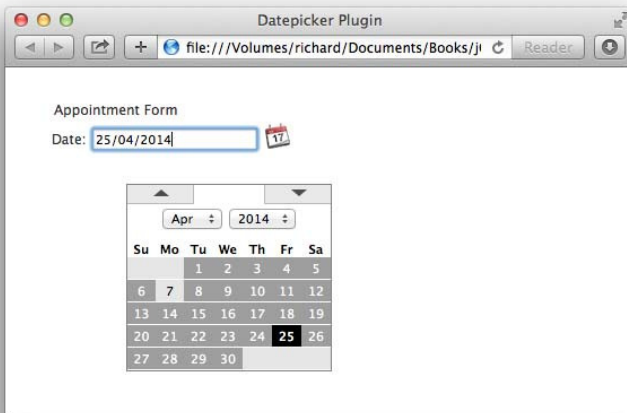 Datepicker Plugin
file:///Volumes/richard/Documents/Books/j
Reader
Appointment Form
Date: 25/04/2014
17
Apr 2014
Su Mo Tu We Th Fr Sa
1 2 3 4 5
6 7 8 9 10 11 12
13 14 15 16 17 18 19
20 21 22 23 24 25 26
27 28 29 30